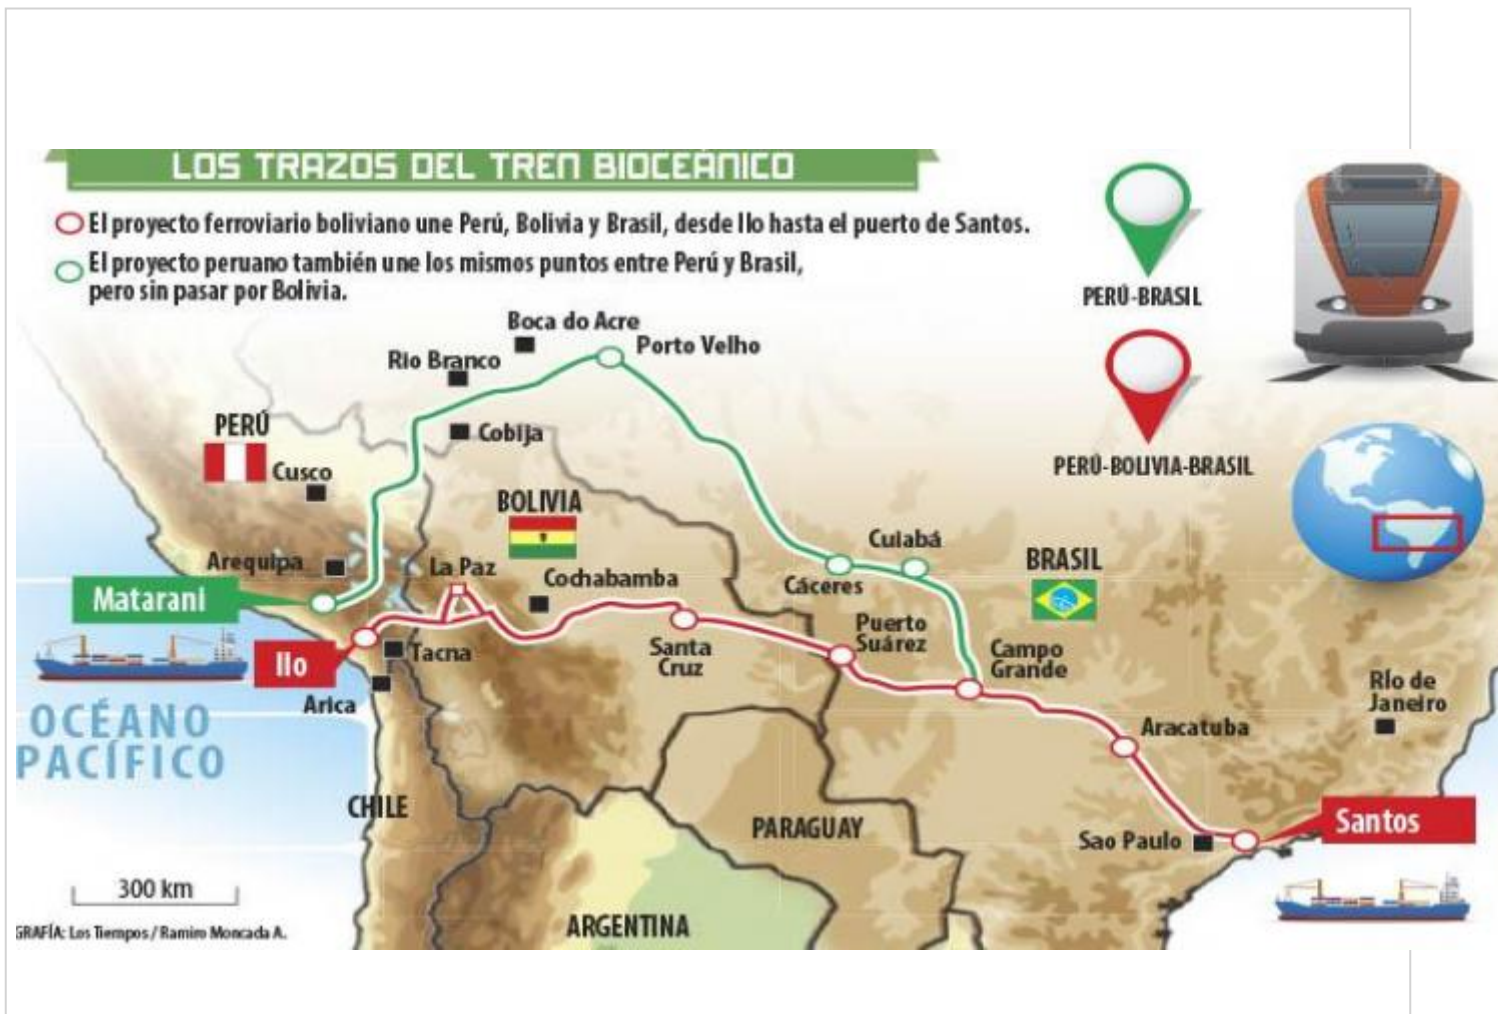 LOS TRAZOS DEL TREN BIOCEÁNICO
El proyecto ferroviario boliviano une Perú, Bolivia y Brasil, desde Ilo hasta el puerto de Santos.
El proyecto peruano también une los mismos puntos entre Perú y Brasil,
pero sin pasar por Bolivia.
PERÚ-BRASIL
PERÚ-BOLIVIA-BRASIL
Boca do Acre
Porto Velho
Río Branco
Cobija
PERÚ
Cusco
BOLIVIA
Arequipa
La Paz
Cochabamba
Cuiabá
Cáceres
BRASIL
Matarani
Ilo
Tacna
Arica
Santa
Cruz
Puerto
Suárez
Campo
Grande
Río de
Janeiro
Aracatuba
OCÉANO
PACÍFICO
CHILE
PARAGUAY
Sao Paulo
Santos
300 km
ARGENTINA
GRAFÍA: Los Tiempos / Ramiro Moncada A.